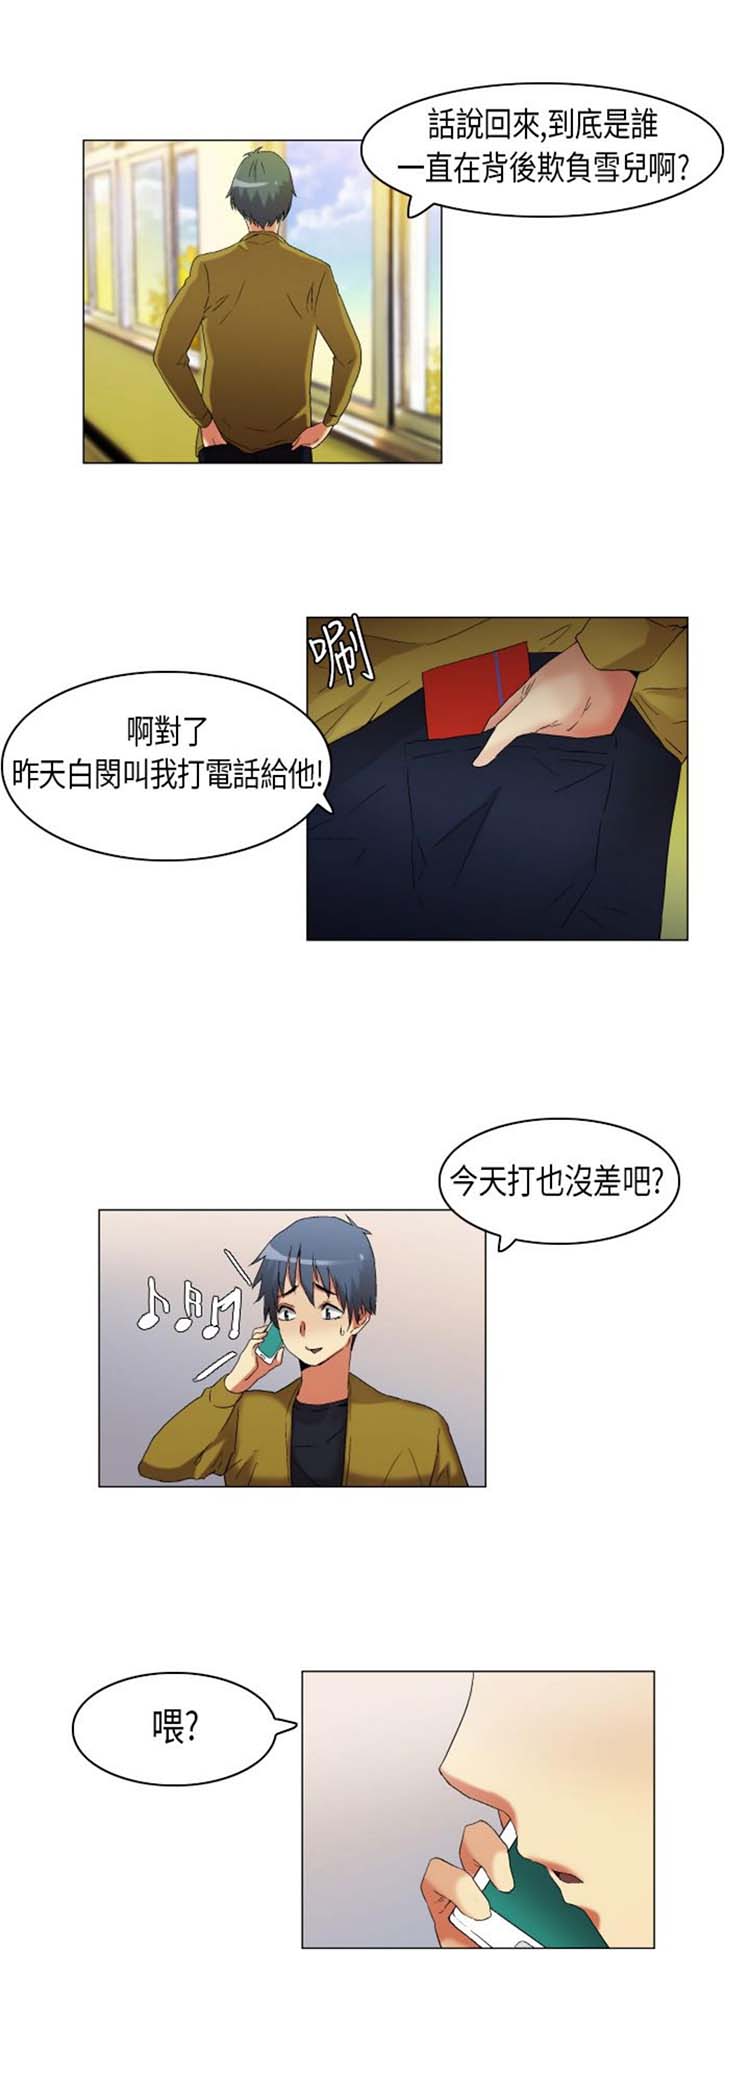 話說回來,到底是誰
一直在背後欺負雪兒啊?
唰
啊對了
昨天白閔叫我打電話給他!
今天打也沒差吧?
喂?